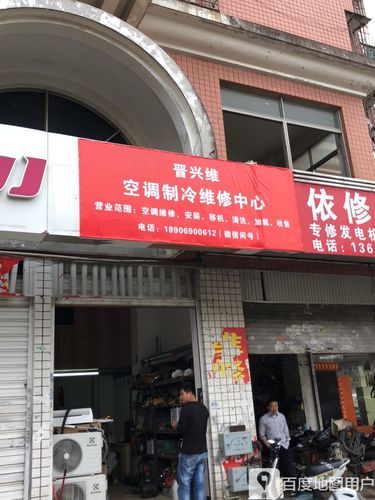 晋兴维
空调制冷维修中心
营业范围：空调维修、安装、移机、清洗、加氨、收售
电话：18906900612（微信同号）
依修
专修发电机
电话：136
百度地图用户